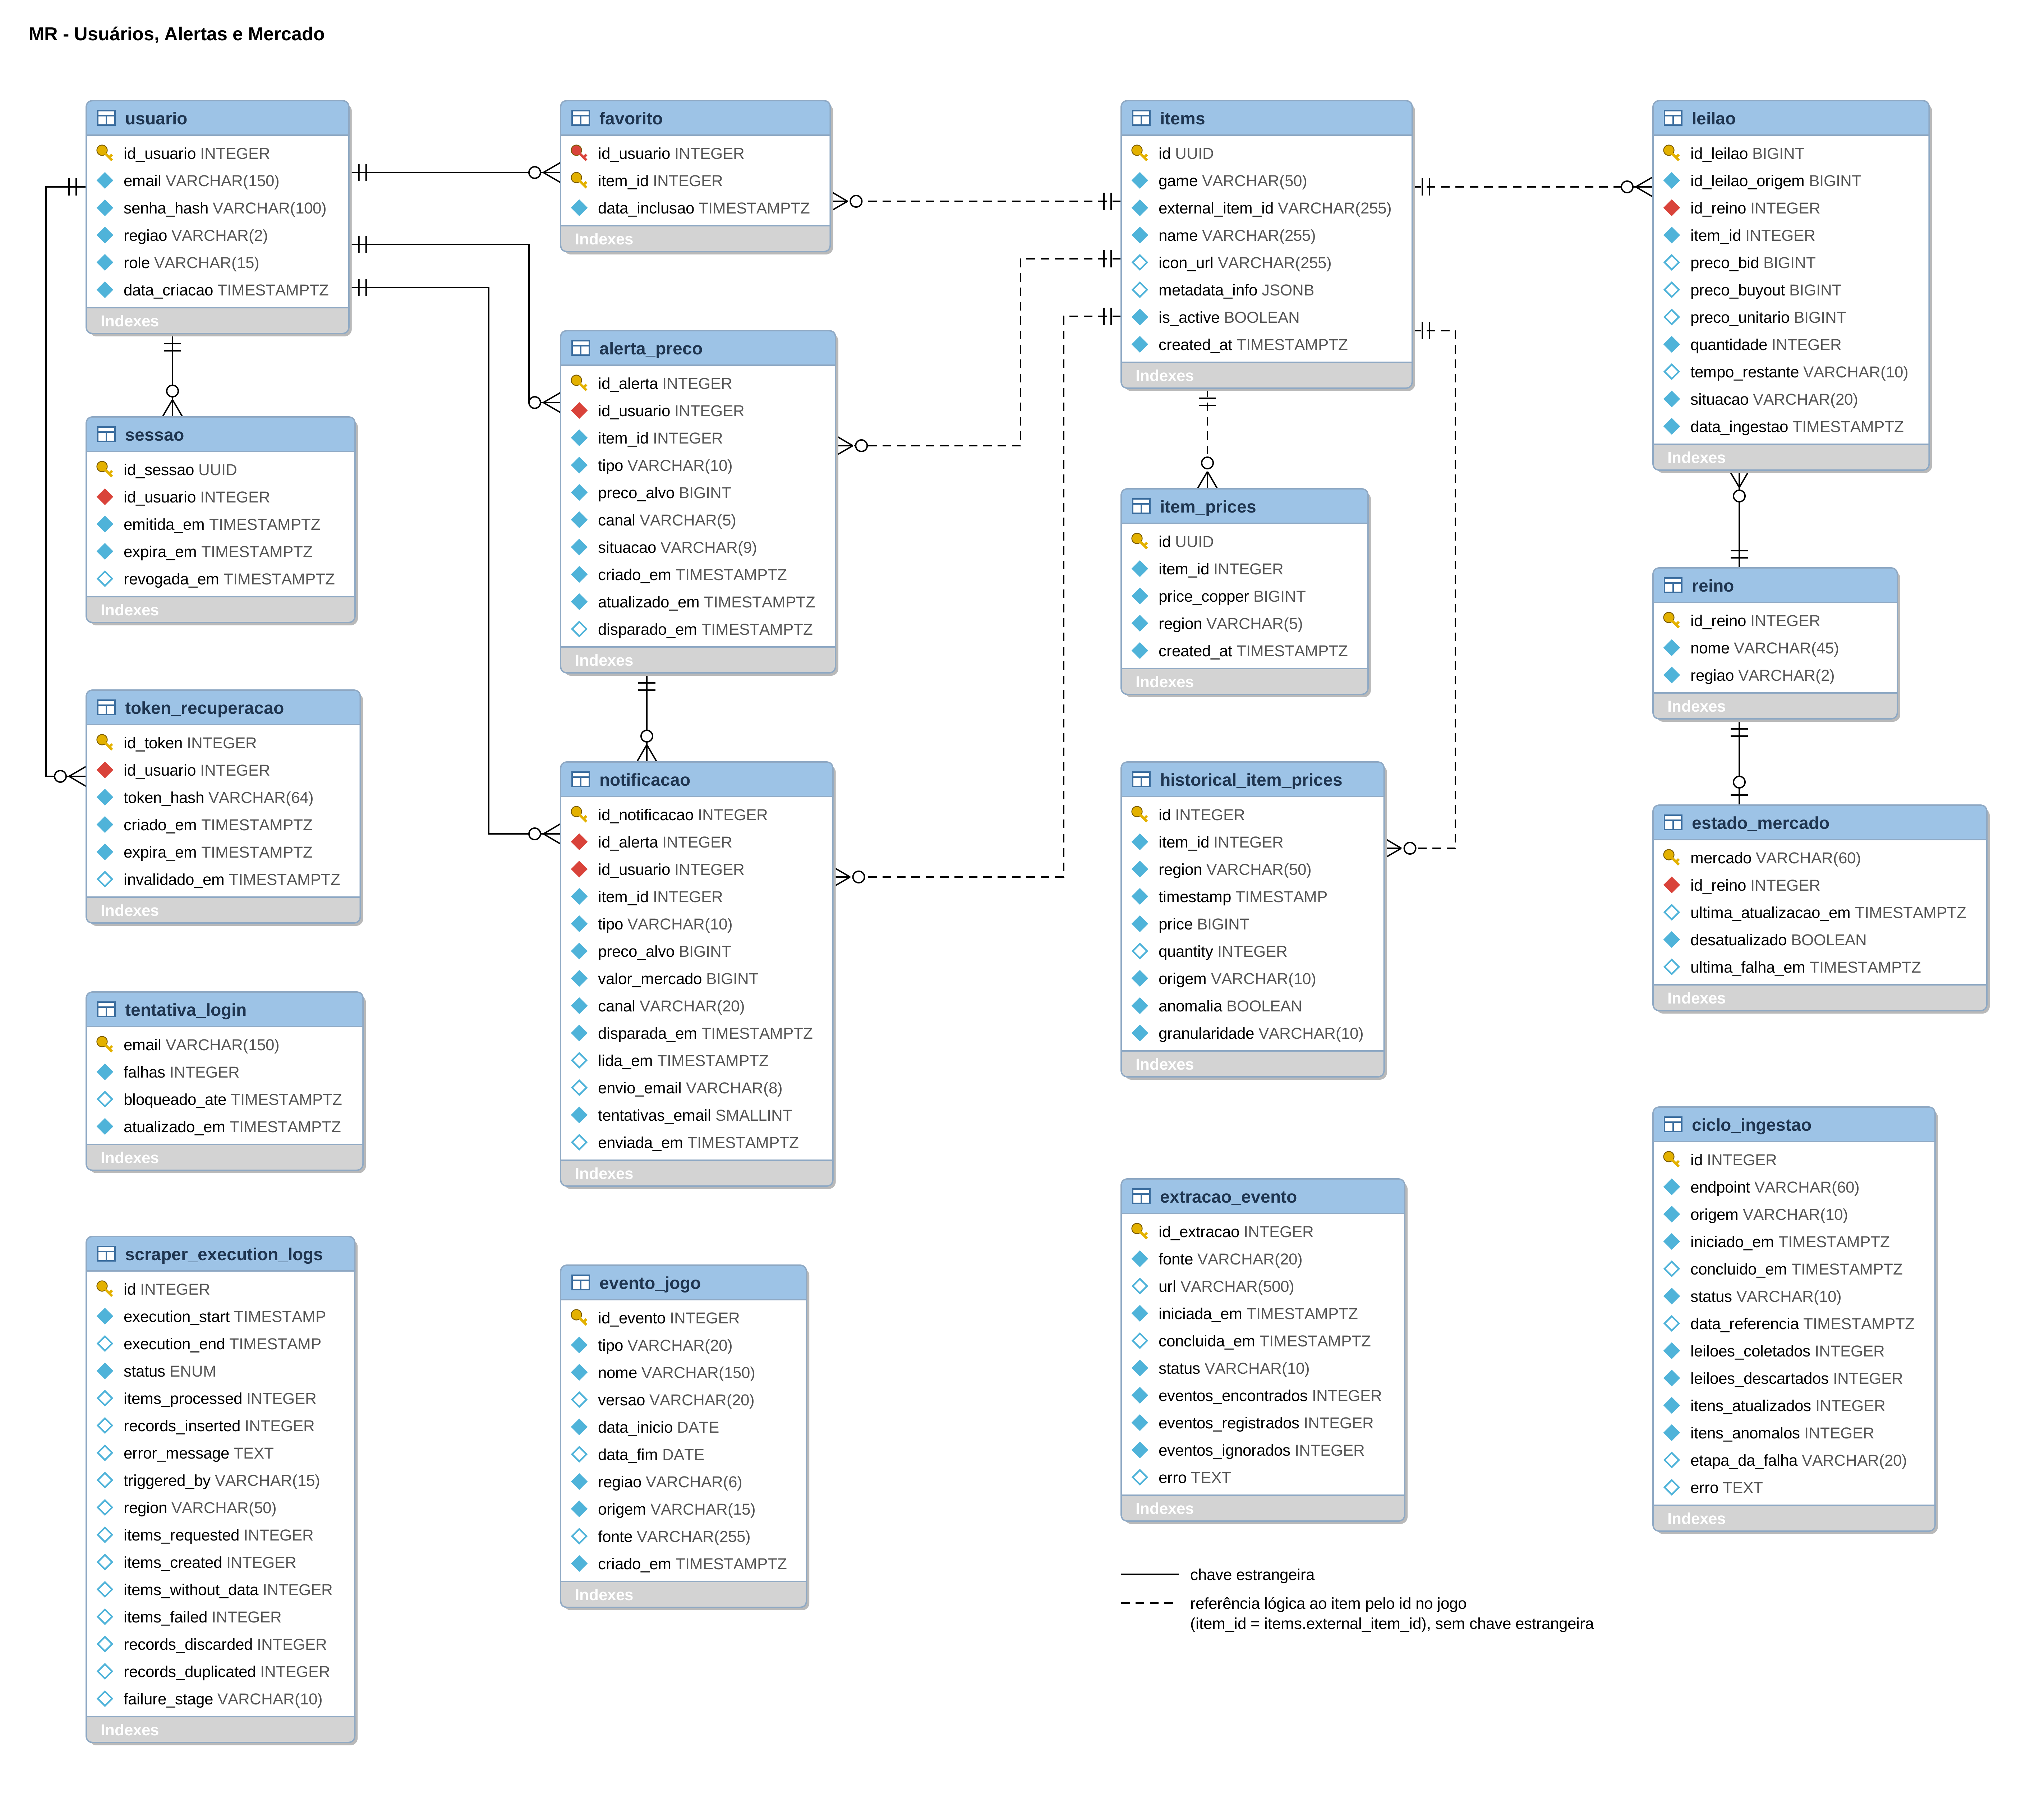 MR - Usuários, Alertas e Mercado
usuario
id_usuario INTEGER
email VARCHAR(150)
senha_hash VARCHAR(100)
regiao VARCHAR(2)
role VARCHAR(15)
data_criacao TIMESTAMPTZ
Indexes
sessao
id_sessao UUID
id_usuario INTEGER
emitida_em TIMESTAMPTZ
expira_em TIMESTAMPTZ
revogada_em TIMESTAMPTZ
Indexes
token_recuperacao
id_token INTEGER
id_usuario INTEGER
token_hash VARCHAR(64)
criado_em TIMESTAMPTZ
expira_em TIMESTAMPTZ
invalidado_em TIMESTAMPTZ
Indexes
tentativa_login
email VARCHAR(150)
falhas INTEGER
bloqueado_ate TIMESTAMPTZ
atualizado_em TIMESTAMPTZ
Indexes
scraper_execution_logs
id INTEGER
execution_start TIMESTAMP
execution_end TIMESTAMP
status ENUM
items_processed INTEGER
records_inserted INTEGER
error_message TEXT
triggered_by VARCHAR(15)
region VARCHAR(50)
items_requested INTEGER
items_created INTEGER
items_without_data INTEGER
items_failed INTEGER
records_discarded INTEGER
records_duplicated INTEGER
failure_stage VARCHAR(10)
Indexes
favorito
id_usuario INTEGER
item_id INTEGER
data_inclusao TIMESTAMPTZ
Indexes
alerta_preco
id_alerta INTEGER
id_usuario INTEGER
item_id INTEGER
tipo VARCHAR(10)
preco_alvo BIGINT
canal VARCHAR(5)
situacao VARCHAR(9)
criado_em TIMESTAMPTZ
atualizado_em TIMESTAMPTZ
disparado_em TIMESTAMPTZ
Indexes
notificacao
id_notificacao INTEGER
id_alerta INTEGER
id_usuario INTEGER
item_id INTEGER
tipo VARCHAR(10)
preco_alvo BIGINT
valor_mercado BIGINT
canal VARCHAR(20)
disparada_em TIMESTAMPTZ
lida_em TIMESTAMPTZ
envio_email VARCHAR(8)
tentativas_email SMALLINT
enviada_em TIMESTAMPTZ
Indexes
evento_jogo
id_evento INTEGER
tipo VARCHAR(20)
nome VARCHAR(150)
versao VARCHAR(20)
data_inicio DATE
data_fim DATE
regiao VARCHAR(6)
origem VARCHAR(15)
fonte VARCHAR(255)
criado_em TIMESTAMPTZ
Indexes
items
id UUID
game VARCHAR(50)
external_item_id VARCHAR(255)
name VARCHAR(255)
icon_url VARCHAR(255)
metadata_info JSONB
is_active BOOLEAN
created_at TIMESTAMPTZ
Indexes
item_prices
id UUID
item_id INTEGER
price_copper BIGINT
region VARCHAR(5)
created_at TIMESTAMPTZ
Indexes
historical_item_prices
id INTEGER
item_id INTEGER
region VARCHAR(50)
timestamp TIMESTAMP
price BIGINT
quantity INTEGER
origem VARCHAR(10)
anomalia BOOLEAN
granularidade VARCHAR(10)
Indexes
extracao_evento
id_extracao INTEGER
fonte VARCHAR(20)
url VARCHAR(500)
iniciada_em TIMESTAMPTZ
concluida_em TIMESTAMPTZ
status VARCHAR(10)
eventos_encontrados INTEGER
eventos_registrados INTEGER
eventos_ignorados INTEGER
erro TEXT
Indexes
leilao
id_leilao BIGINT
id_leilao_origem BIGINT
id_reino INTEGER
item_id INTEGER
preco_bid BIGINT
preco_buyout BIGINT
preco_unitario BIGINT
quantidade INTEGER
tempo_restante VARCHAR(10)
situacao VARCHAR(20)
data_ingestao TIMESTAMPTZ
Indexes
reino
id_reino INTEGER
nome VARCHAR(45)
regiao VARCHAR(2)
Indexes
estado_mercado
mercado VARCHAR(60)
id_reino INTEGER
ultima_atualizacao_em TIMESTAMPTZ
desatualizado BOOLEAN
ultima_falha_em TIMESTAMPTZ
Indexes
ciclo_ingestao
id INTEGER
endpoint VARCHAR(60)
origem VARCHAR(10)
iniciado_em TIMESTAMPTZ
concluido_em TIMESTAMPTZ
status VARCHAR(10)
data_referencia TIMESTAMPTZ
leiloes_coletados INTEGER
leiloes_descartados INTEGER
itens_atualizados INTEGER
itens_anomalos INTEGER
etapa_da_falha VARCHAR(20)
erro TEXT
Indexes
chave estrangeira
referência lógica ao item pelo id no jogo
(item_id = items.external_item_id), sem chave estrangeira